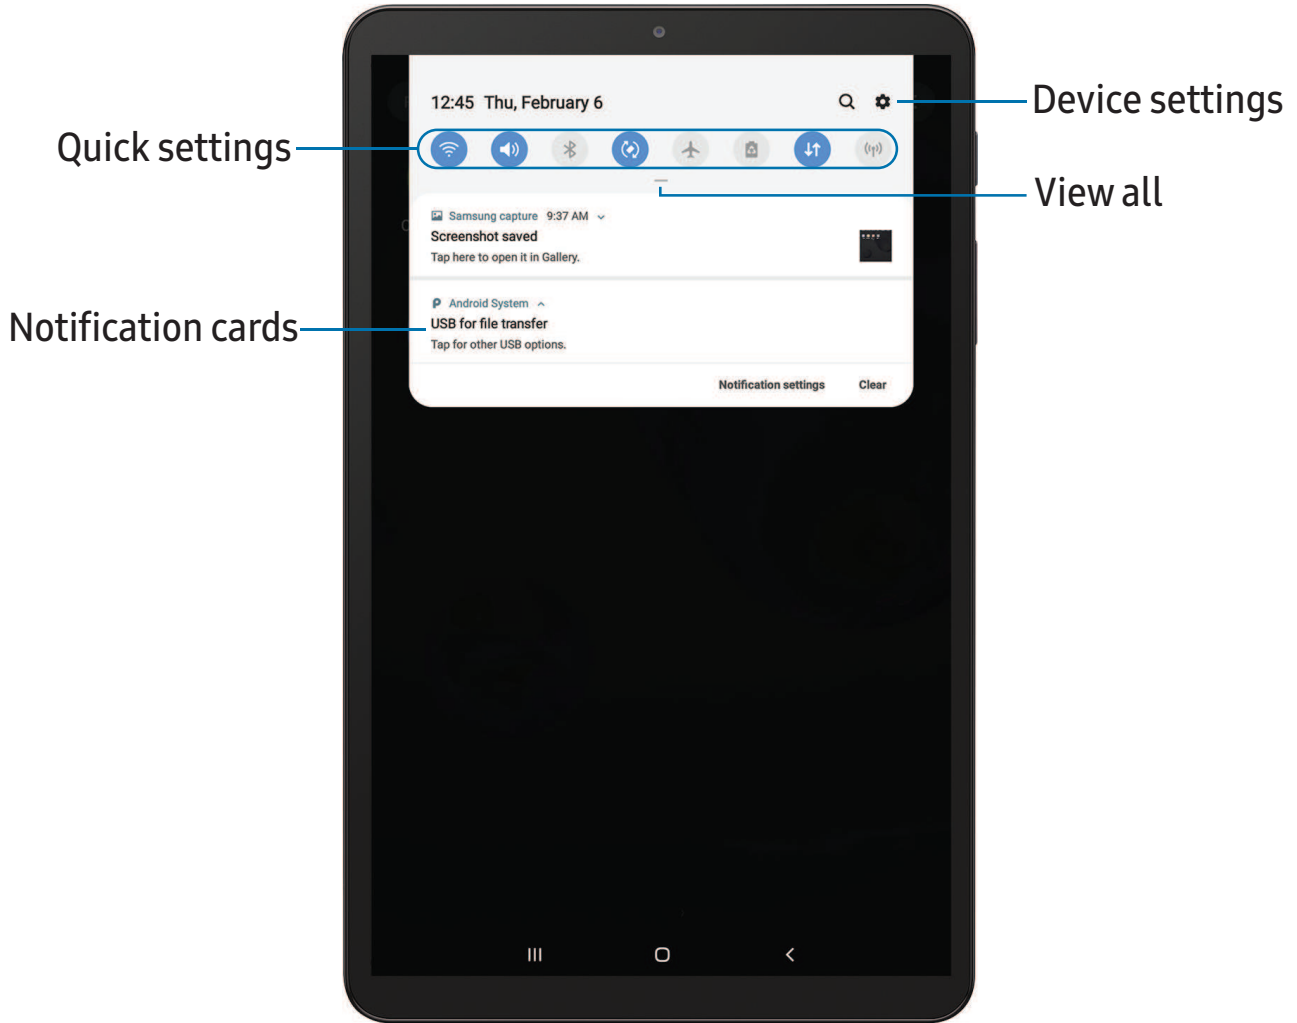 12:45 Thu, February 6
Device settings
Quick settings
View all
Samsung capture 9:37 AM
Screenshot saved
Tap here to open it in Gallery.
Android System
Notification cards
USB for file transfer
Tap for other USB options.
Notification settings Clear